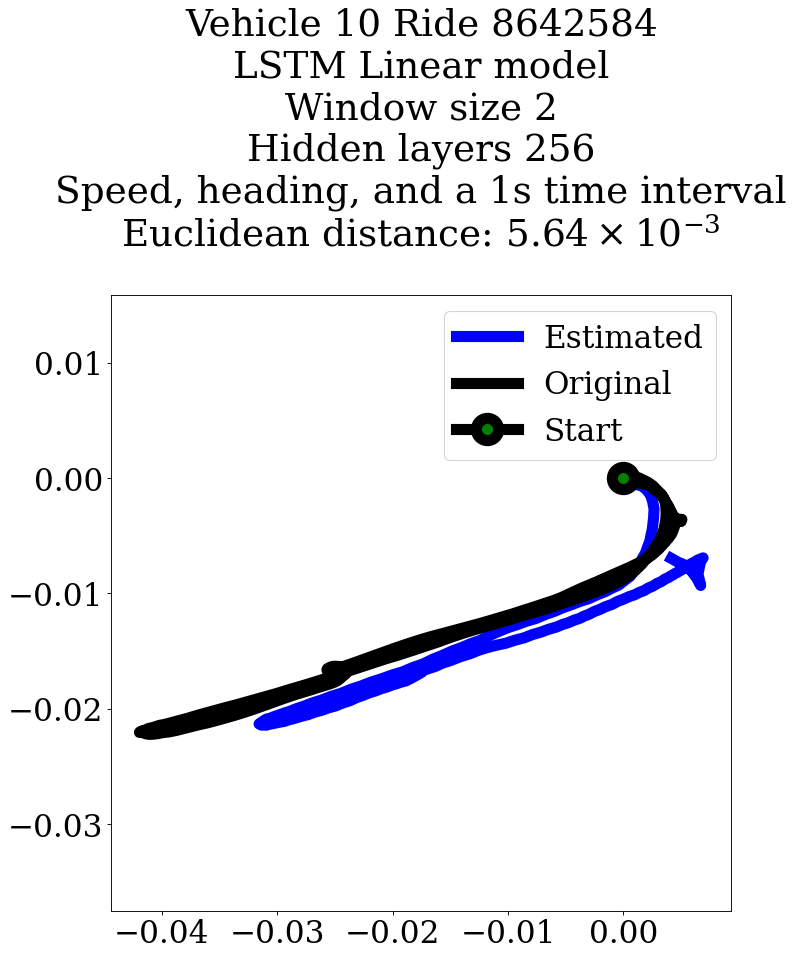 Vehicle 10 Ride 8642584
LSTM Linear model
Window size 2
Hidden layers 256
Speed, heading, and a 1s time interval
Euclidean distance: 5.64 × 10⁻³
Estimated
Original
Start
0.01
0.00
−0.01
−0.02
−0.03
−0.04 −0.03 −0.02 −0.01 0.00